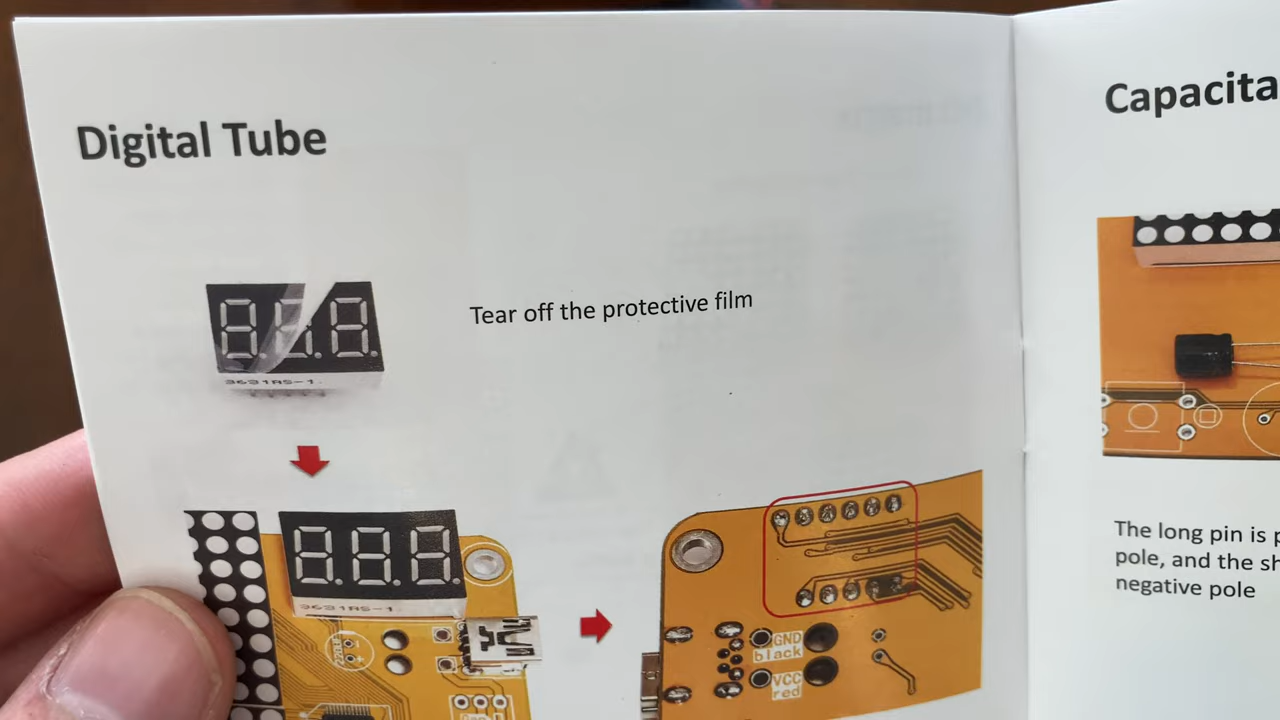 Digital Tube
Tear off the protective film
3631AS-1
3631AS-1
GND
black
VCC
red
Capacita
The long pin is p
pole, and the sh
negative pole